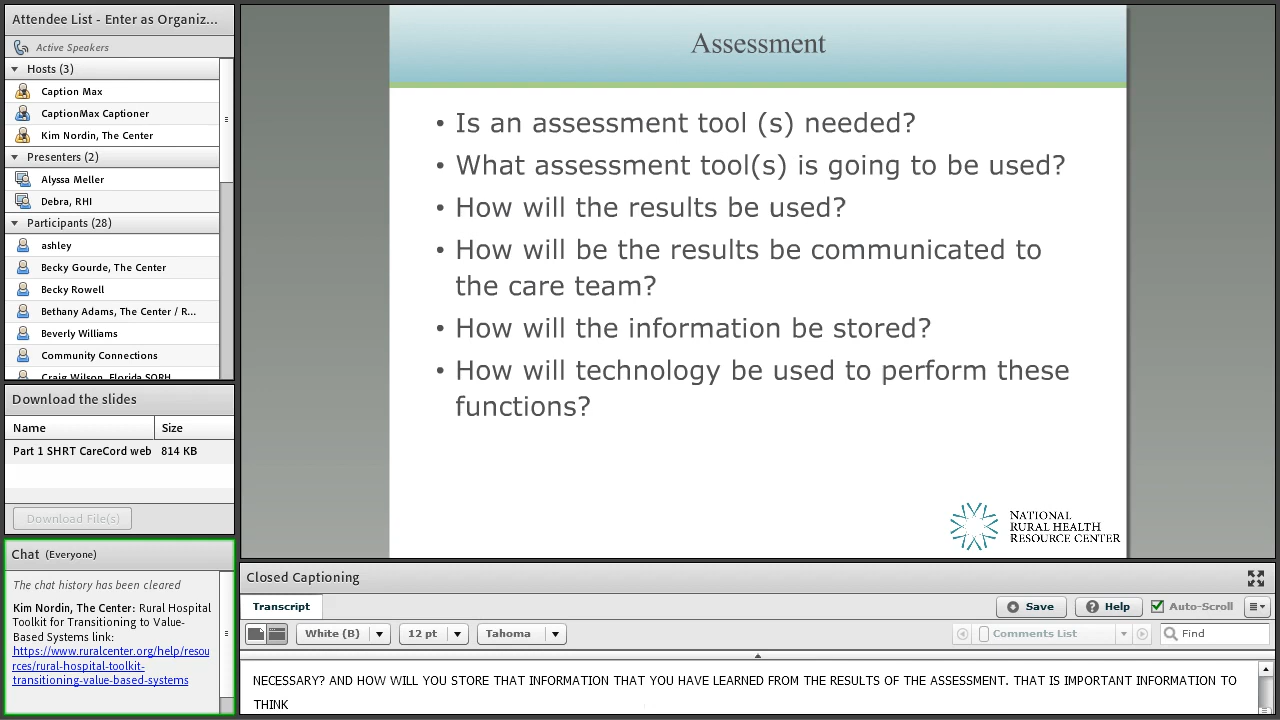 Attendee List - Enter as Organiz...
Active Speakers
Hosts (3)
Caption Max
CaptionMax Captioner
Kim Nordin, The Center
Presenters (2)
Alyssa Meller
Debra, RHI
Participants (28)
ashley
Becky Gourde, The Center
Becky Rowell
Bethany Adams, The Center / R...
Beverly Williams
Community Connections
Craig Wilson, Florida SORH
Download the slides
Name Size
Part 1 SHRT CareCord web 814 KB
Download File(s)
Chat (Everyone)
The chat history has been cleared
Kim Nordin, The Center: Rural Hospital
Toolkit for Transitioning to Value-
Based Systems link:
https://www.ruralcenter.org/help/resou
rces/rural-hospital-toolkit-
transitioning-value-based-systems
Assessment
• Is an assessment tool (s) needed?
• What assessment tool(s) is going to be used?
• How will the results be used?
• How will be the results be communicated to
the care team?
• How will the information be stored?
• How will technology be used to perform these
functions?
NATIONAL
RURAL HEALTH
RESOURCE CENTER
Closed Captioning
Transcript Save Help Auto-Scroll
White (B) 12 pt Tahoma Comments List Find
NECESSARY? AND HOW WILL YOU STORE THAT INFORMATION THAT YOU HAVE LEARNED FROM THE RESULTS OF THE ASSESSMENT. THAT IS IMPORTANT INFORMATION TO
THINK